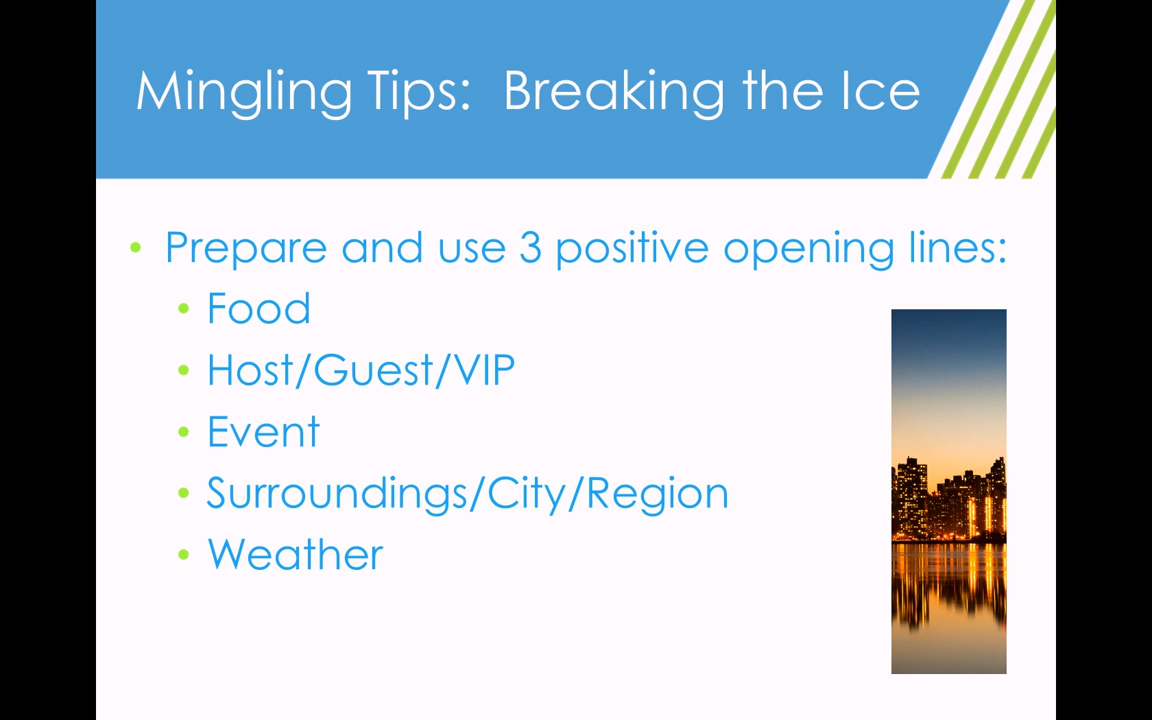 Mingling Tips:  Breaking the Ice
• Prepare and use 3 positive opening lines:
• Food
• Host/Guest/VIP
• Event
• Surroundings/City/Region
• Weather